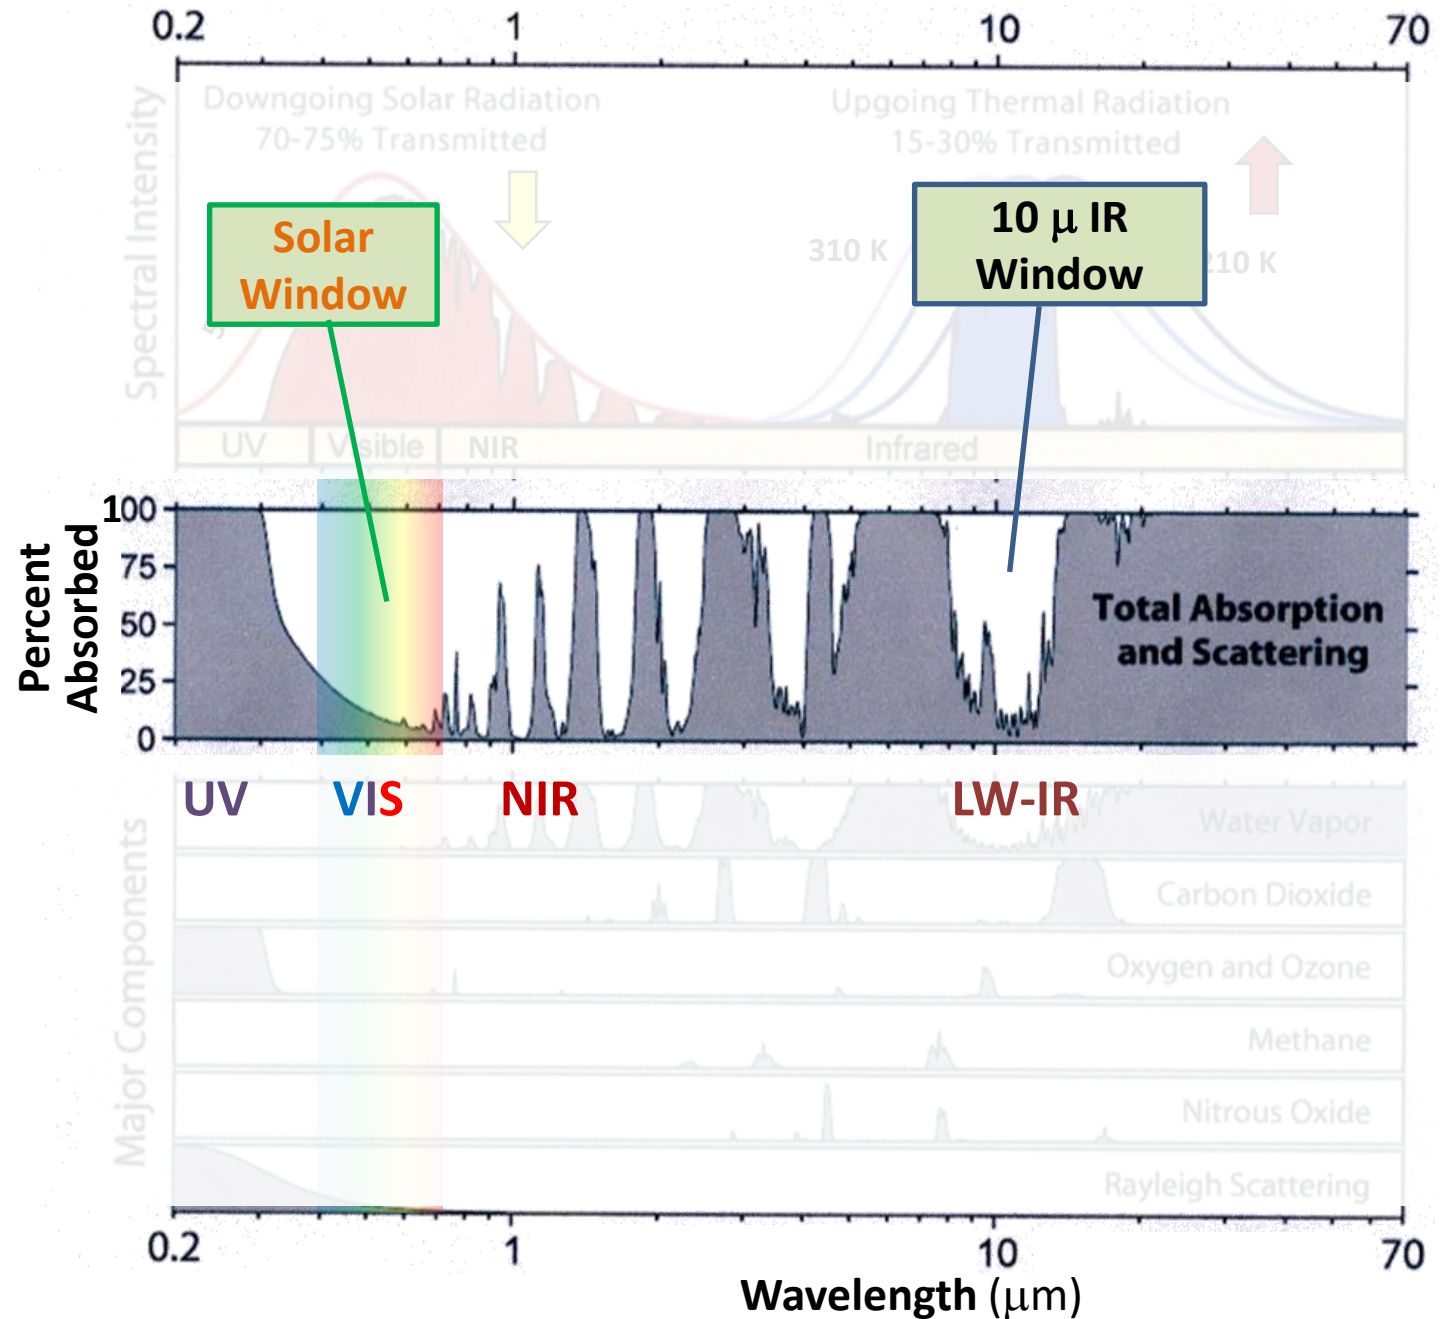 0.2 1 10 70
Downgoing Solar Radiation
70-75% Transmitted
Upgoing Thermal Radiation
15-30% Transmitted
Spectral Intensity
Solar
Window
10 μ IR
Window
310 K
210 K
UV
Visible
NIR
Infrared
Percent
Absorbed
100
75
50
25
0
Total Absorption
and Scattering
UV VIS NIR LW-IR
Major Components
Water Vapor
Carbon Dioxide
Oxygen and Ozone
Methane
Nitrous Oxide
Rayleigh Scattering
0.2 1 10 70
Wavelength (μm)